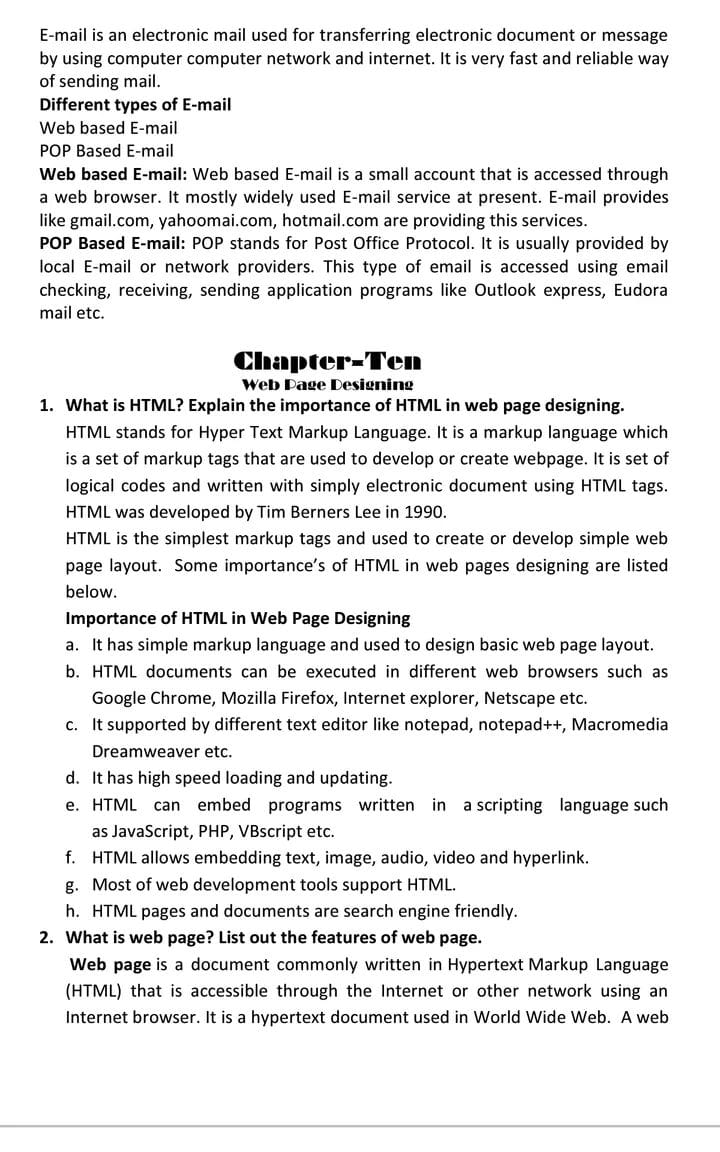 E-mail is an electronic mail used for transferring electronic document or message
by using computer computer network and internet. It is very fast and reliable way
of sending mail.
Different types of E-mail
Web based E-mail
POP Based E-mail
Web based E-mail: Web based E-mail is a small account that is accessed through
a web browser. It mostly widely used E-mail service at present. E-mail provides
like gmail.com, yahoomai.com, hotmail.com are providing this services.
POP Based E-mail: POP stands for Post Office Protocol. It is usually provided by
local E-mail or network providers. This type of email is accessed using email
checking, receiving, sending application programs like Outlook express, Eudora
mail etc.
Chapter-Ten
Web Page Designing
1. What is HTML? Explain the importance of HTML in web page designing.
HTML stands for Hyper Text Markup Language. It is a markup language which
is a set of markup tags that are used to develop or create webpage. It is set of
logical codes and written with simply electronic document using HTML tags.
HTML was developed by Tim Berners Lee in 1990.
HTML is the simplest markup tags and used to create or develop simple web
page layout. Some importance's of HTML in web pages designing are listed
below.
Importance of HTML in Web Page Designing
a. It has simple markup language and used to design basic web page layout.
b. HTML documents can be executed in different web browsers such as
Google Chrome, Mozilla Firefox, Internet explorer, Netscape etc.
c. It supported by different text editor like notepad, notepad++, Macromedia
Dreamweaver etc.
d. It has high speed loading and updating.
e. HTML can embed programs written in a scripting language such
as JavaScript, PHP, VBscript etc.
f. HTML allows embedding text, image, audio, video and hyperlink.
g. Most of web development tools support HTML.
h. HTML pages and documents are search engine friendly.
2. What is web page? List out the features of web page.
Web page is a document commonly written in Hypertext Markup Language
(HTML) that is accessible through the Internet or other network using an
Internet browser. It is a hypertext document used in World Wide Web. A web